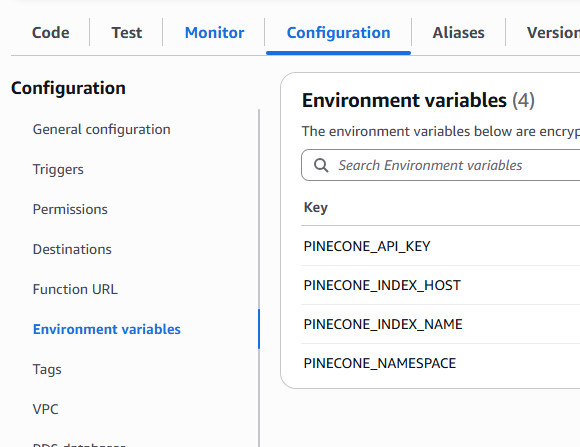 Code Test Monitor Configuration Aliases Version
Configuration
General configuration
Triggers
Permissions
Destinations
Function URL
Environment variables
Tags
VPC
Environment variables (4)
The environment variables below are encryp
Search Environment variables
Key
PINECONE_API_KEY
PINECONE_INDEX_HOST
PINECONE_INDEX_NAME
PINECONE_NAMESPACE